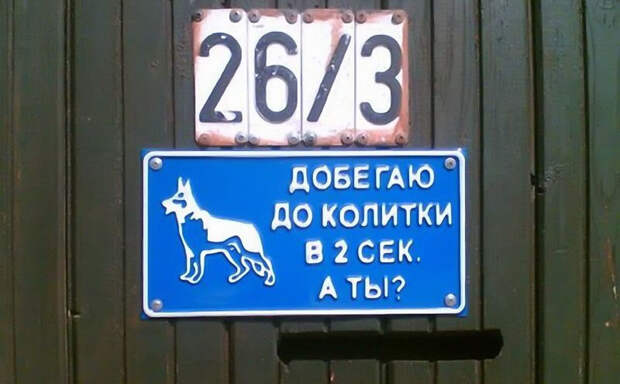 26/3
ДОБЕГАЮ
ДО КОЛИТКИ
В 2 СЕК.
А ТЫ?